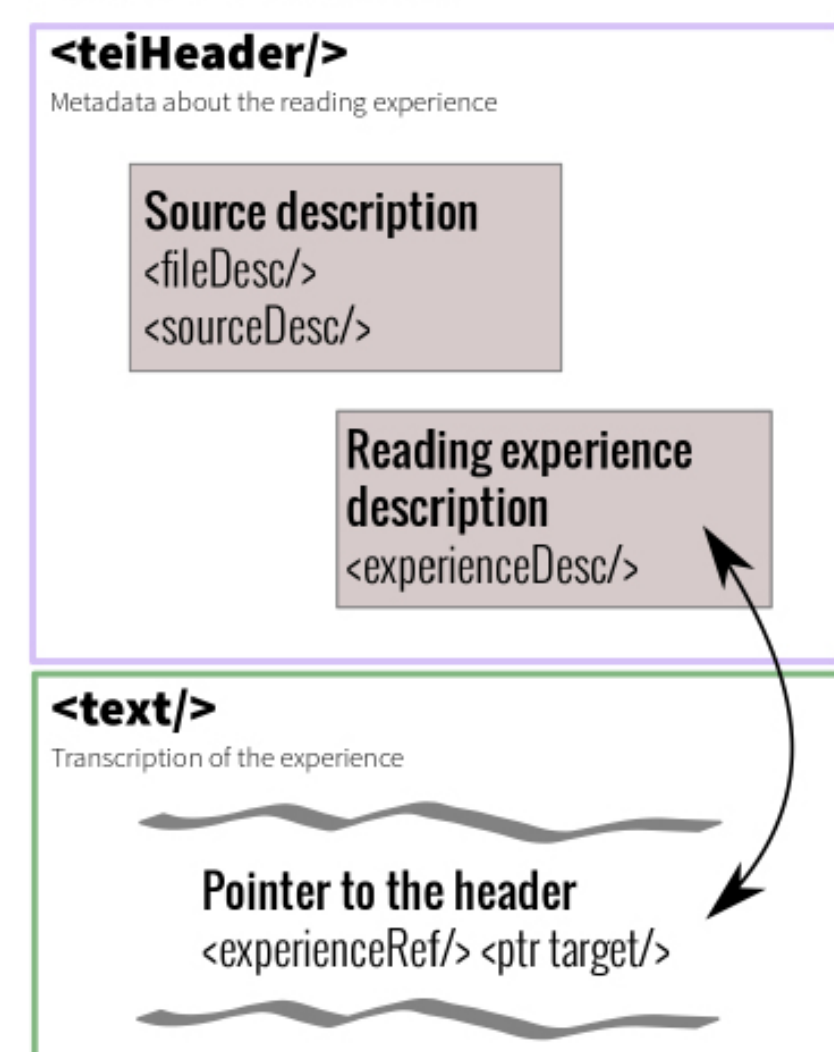 <teiHeader/>
Metadata about the reading experience
Source description
<fileDesc/>
<sourceDesc/>
Reading experience
description
<experienceDesc/>
<text/>
Transcription of the experience
Pointer to the header
<experienceRef/> <ptr target/>